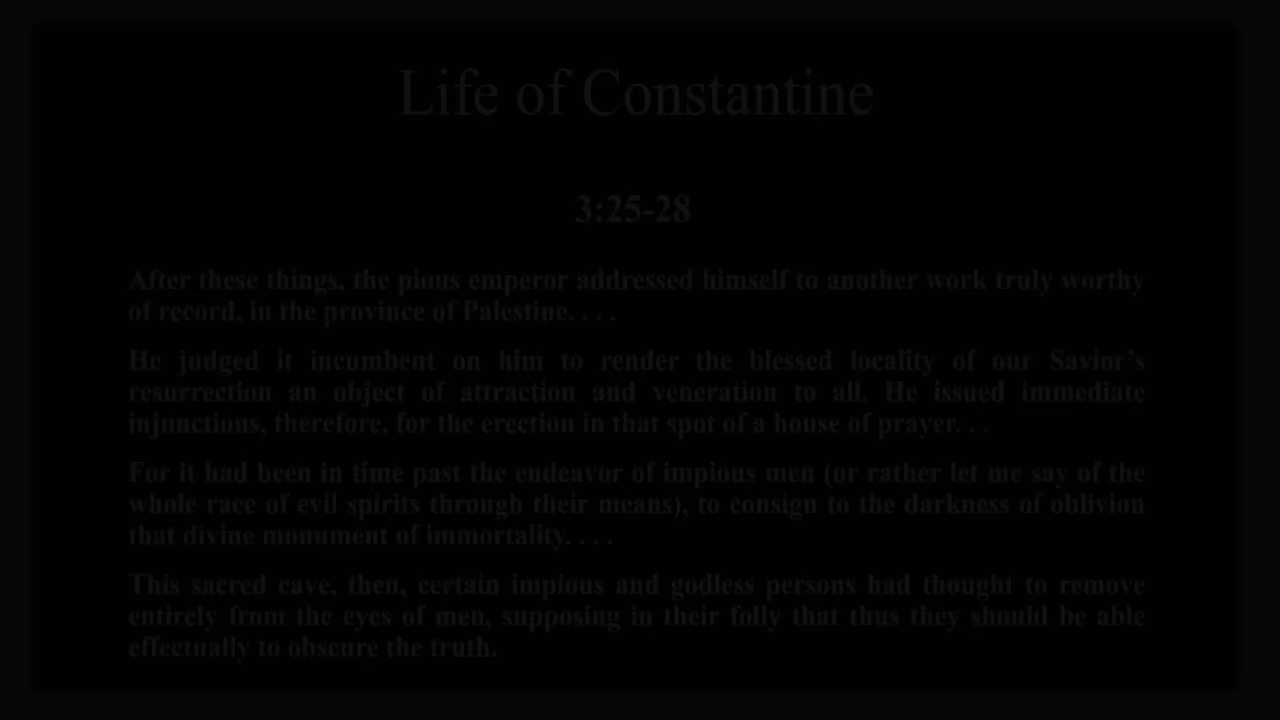 Life of Constantine
3:25-28
After these things, the pious emperor addressed himself to another work truly worthy
of record, in the province of Palestine. . . .
He judged it incumbent on him to render the blessed locality of our Savior’s
resurrection an object of attraction and veneration to all. He issued immediate
injunctions, therefore, for the erection in that spot of a house of prayer. . .
For it had been in time past the endeavor of impious men (or rather let me say of the
whole race of evil spirits through their means), to consign to the darkness of oblivion
that divine monument of immortality. . . .
This sacred cave, then, certain impious and godless persons had thought to remove
entirely from the eyes of men, supposing in their folly that thus they should be able
effectually to obscure the truth.